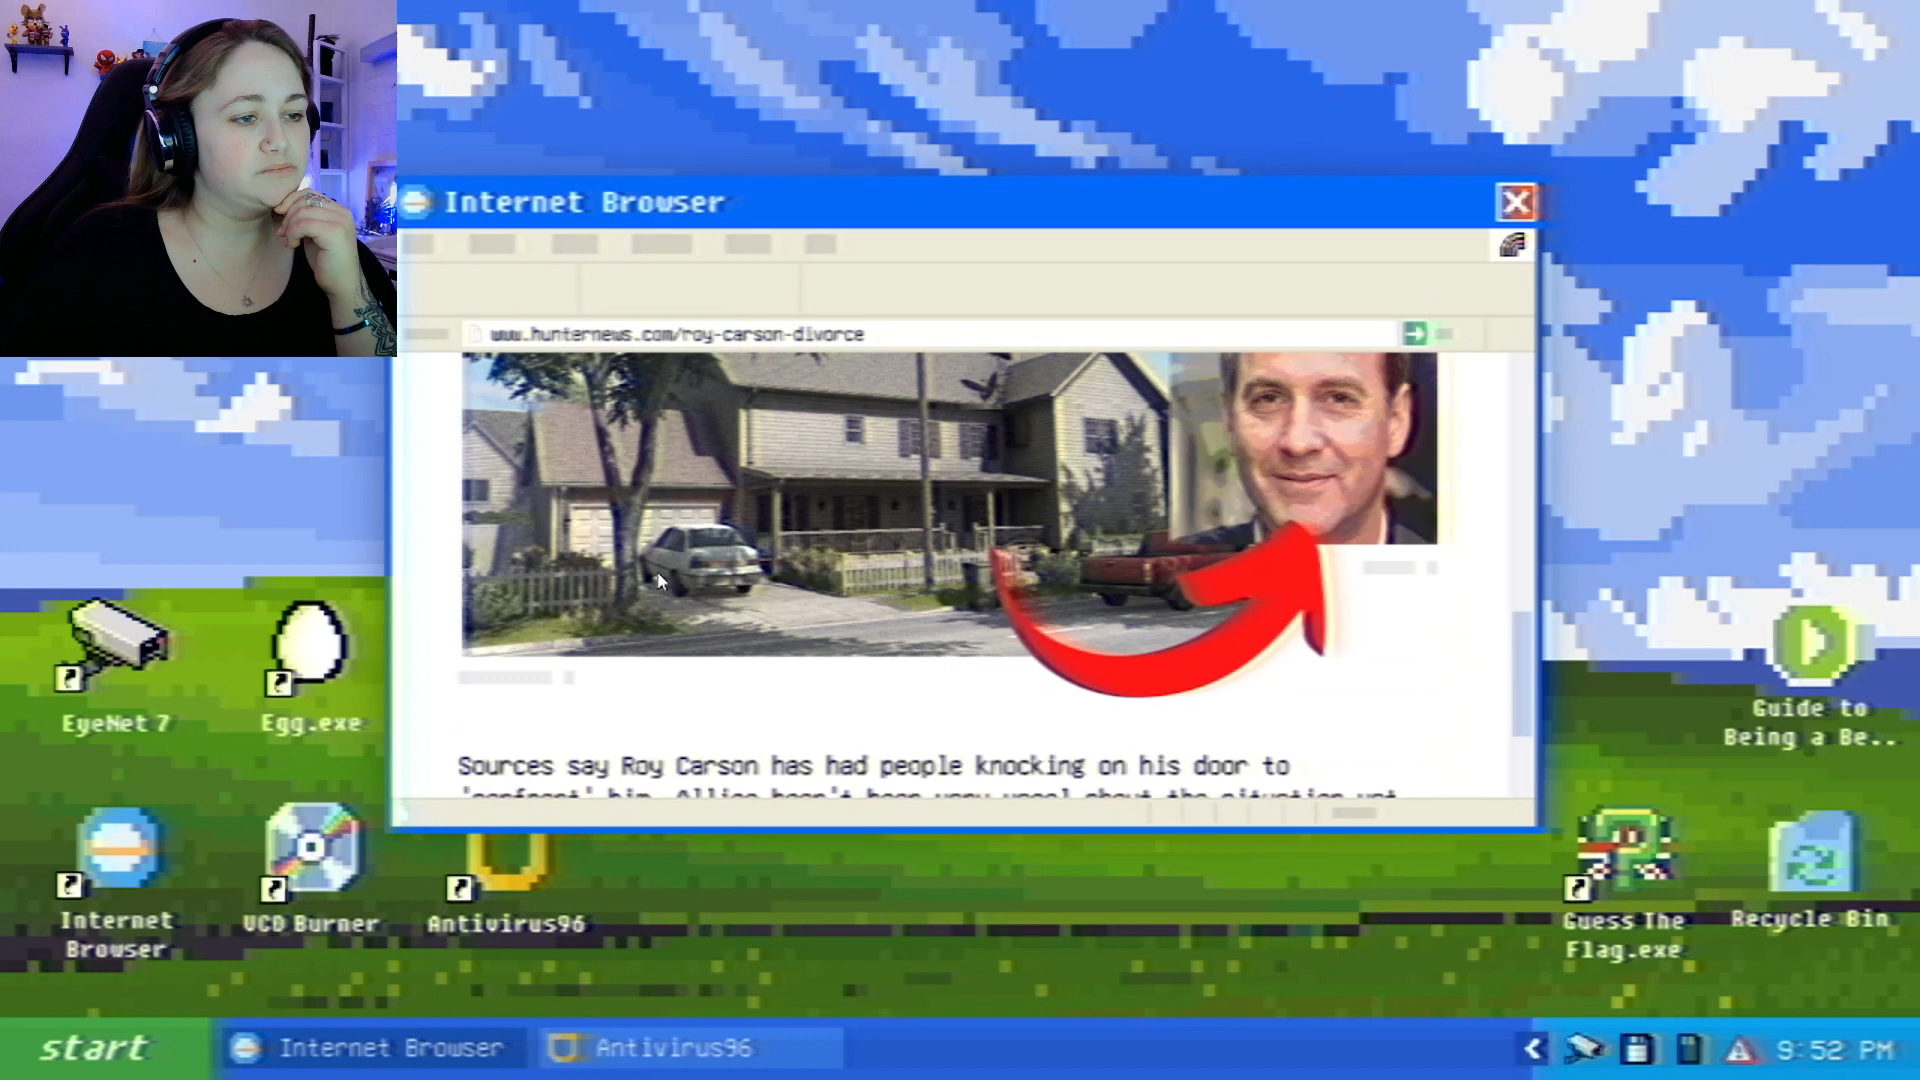 Internet Browser
www.hunternews.com/roy-carson-divorce
Sources say Roy Carson has had people knocking on his door to
EyeNet 7
Egg.exe
Guide to
Being a Be..
Internet
Browser
VCD Burner
Antivirus96
Guess The
Flag.exe
Recycle Bin
start
Internet Browser
Antivirus96
9:52 PM